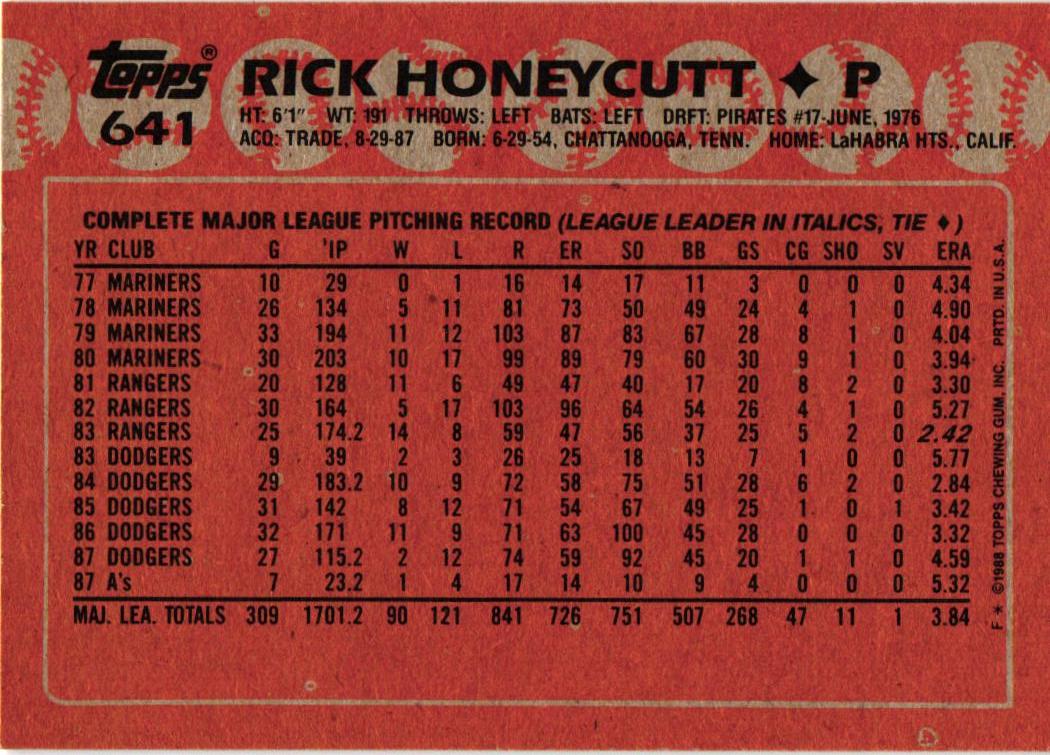 topps®
RICK HONEYCUTT ✦ P
641
HT: 6'1" WT: 191 THROWS: LEFT BATS: LEFT DRFT: PIRATES #17-JUNE, 1976
ACQ: TRADE, 8-29-87 BORN: 6-29-54, CHATTANOOGA, TENN. HOME: LaHABRA HTS., CALIF.
COMPLETE MAJOR LEAGUE PITCHING RECORD (LEAGUE LEADER IN ITALICS, TIE ♦)
YR CLUB G 'IP W L R ER SO BB GS CG SHO SV ERA
77 MARINERS 10 29 0 1 16 14 17 11 3 0 0 0 4.34
78 MARINERS 26 134 5 11 81 73 50 49 24 4 1 0 4.90
79 MARINERS 33 194 11 12 103 87 83 67 28 8 1 0 4.04
80 MARINERS 30 203 10 17 99 89 79 60 30 9 1 0 3.94
81 RANGERS 20 128 11 6 49 47 40 17 20 8 2 0 3.30
82 RANGERS 30 164 5 17 103 96 64 54 26 4 1 0 5.27
83 RANGERS 25 174.2 14 8 59 47 56 37 25 5 2 0 2.42
83 DODGERS 9 39 2 3 26 25 18 13 7 1 0 0 5.77
84 DODGERS 29 183.2 10 9 72 58 75 51 28 6 2 0 2.84
85 DODGERS 31 142 8 12 71 54 67 49 25 1 0 1 3.42
86 DODGERS 32 171 11 9 71 63 100 45 28 0 0 0 3.32
87 DODGERS 27 115.2 2 12 74 59 92 45 20 1 1 0 4.59
87 A's 7 23.2 1 4 17 14 10 9 4 0 0 0 5.32
MAJ. LEA. TOTALS 309 1701.2 90 121 841 726 751 507 268 47 11 1 3.84
F* ©1988 TOPPS CHEWING GUM, INC. PRTD. IN U.S.A.